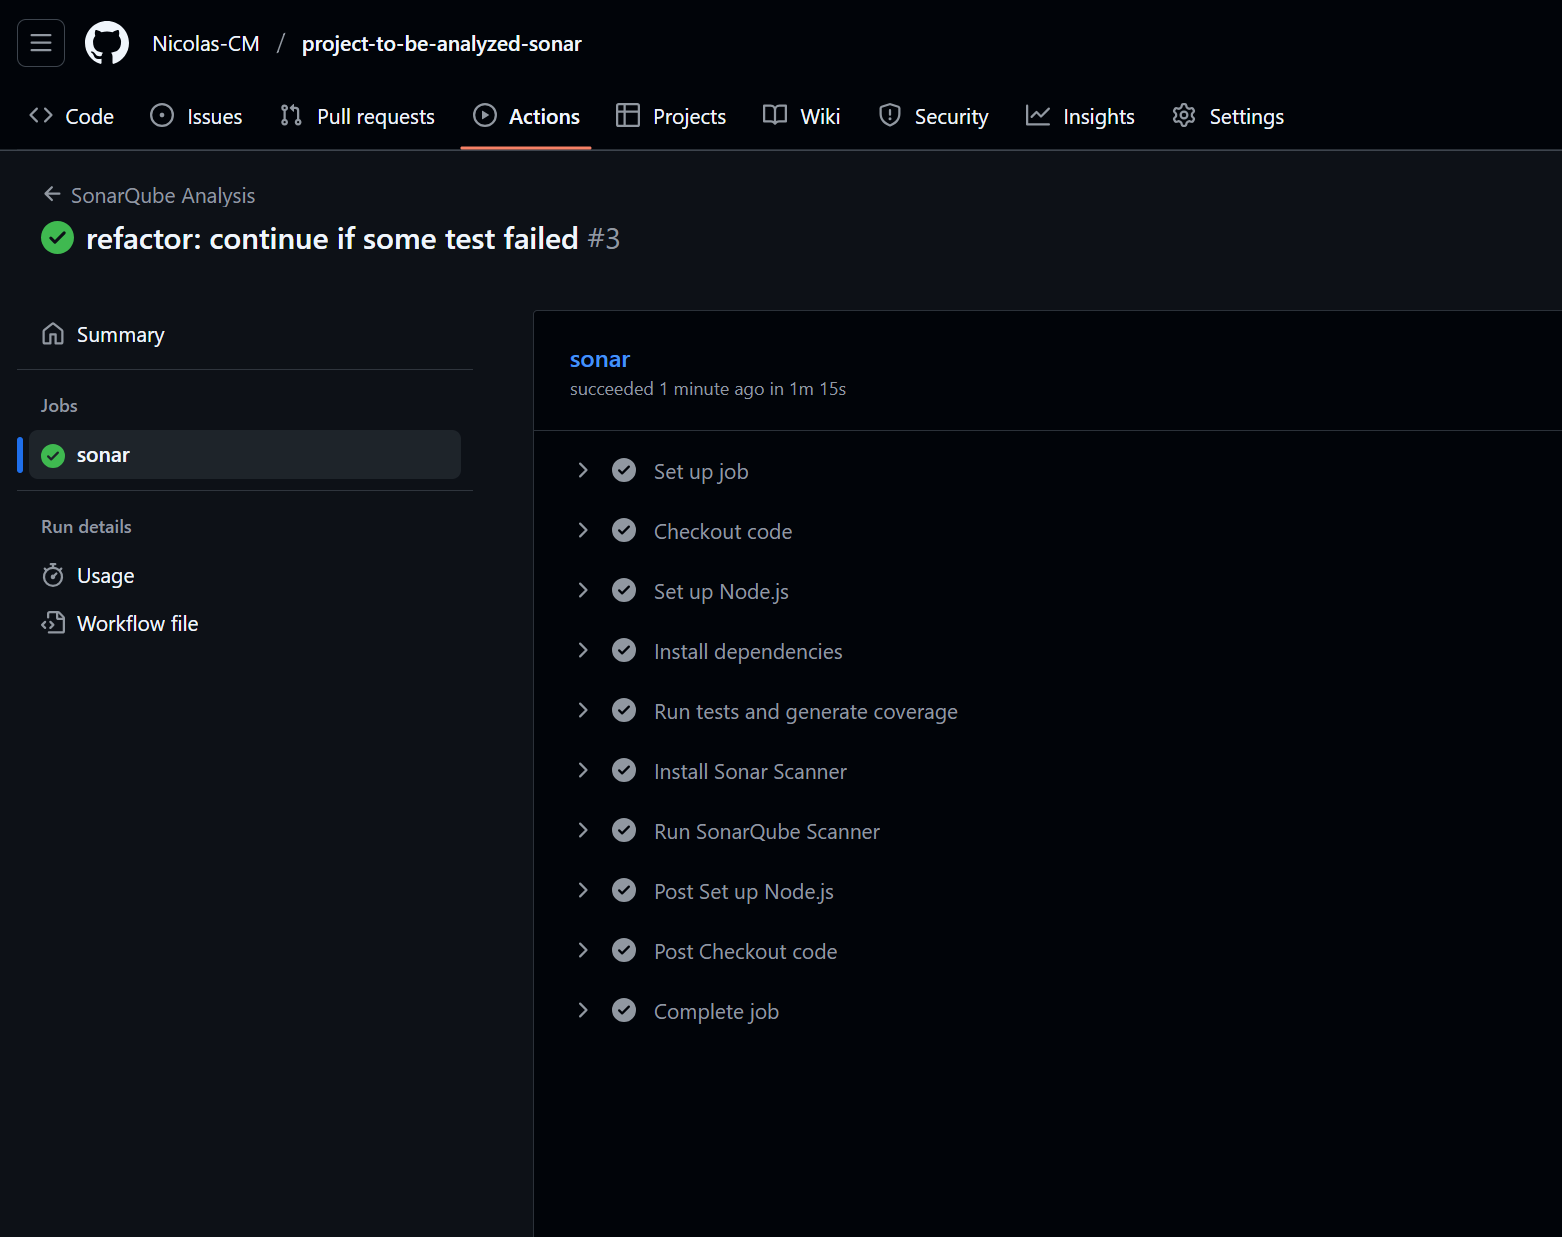 Nicolas-CM / project-to-be-analyzed-sonar
Code Issues Pull requests Actions Projects Wiki Security Insights Settings
SonarQube Analysis
refactor: continue if some test failed #3
Summary
Jobs
sonar
Run details
Usage
Workflow file
sonar
succeeded 1 minute ago in 1m 15s
Set up job
Checkout code
Set up Node.js
Install dependencies
Run tests and generate coverage
Install Sonar Scanner
Run SonarQube Scanner
Post Set up Node.js
Post Checkout code
Complete job